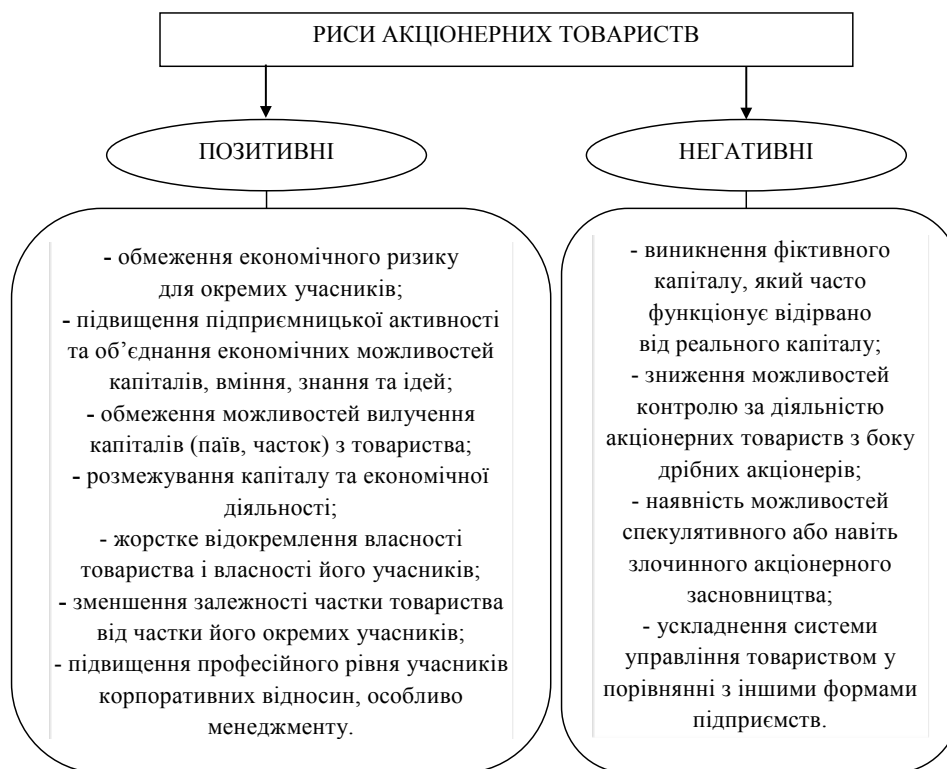 РИСИ АКЦІОНЕРНИХ ТОВАРИСТВ
ПОЗИТИВНІ
НЕГАТИВНІ
- обмеження економічного ризику
для окремих учасників;
- підвищення підприємницької активності
та об’єднання економічних можливостей
капіталів, вміння, знання та ідей;
- обмеження можливостей вилучення
капіталів (паїв, часток) з товариства;
- розмежування капіталу та економічної
діяльності;
- жорстке відокремлення власності
товариства і власності його учасників;
- зменшення залежності частки товариства
від частки його окремих учасників;
- підвищення професійного рівня учасників
корпоративних відносин, особливо
менеджменту.
- виникнення фіктивного
капіталу, який часто
функціонує відірвано
від реального капіталу;
- зниження можливостей
контролю за діяльністю
акціонерних товариств з боку
дрібних акціонерів;
- наявність можливостей
спекулятивного або навіть
злочинного акціонерного
засновництва;
- ускладнення системи
управління товариством у
порівнянні з іншими формами
підприємств.